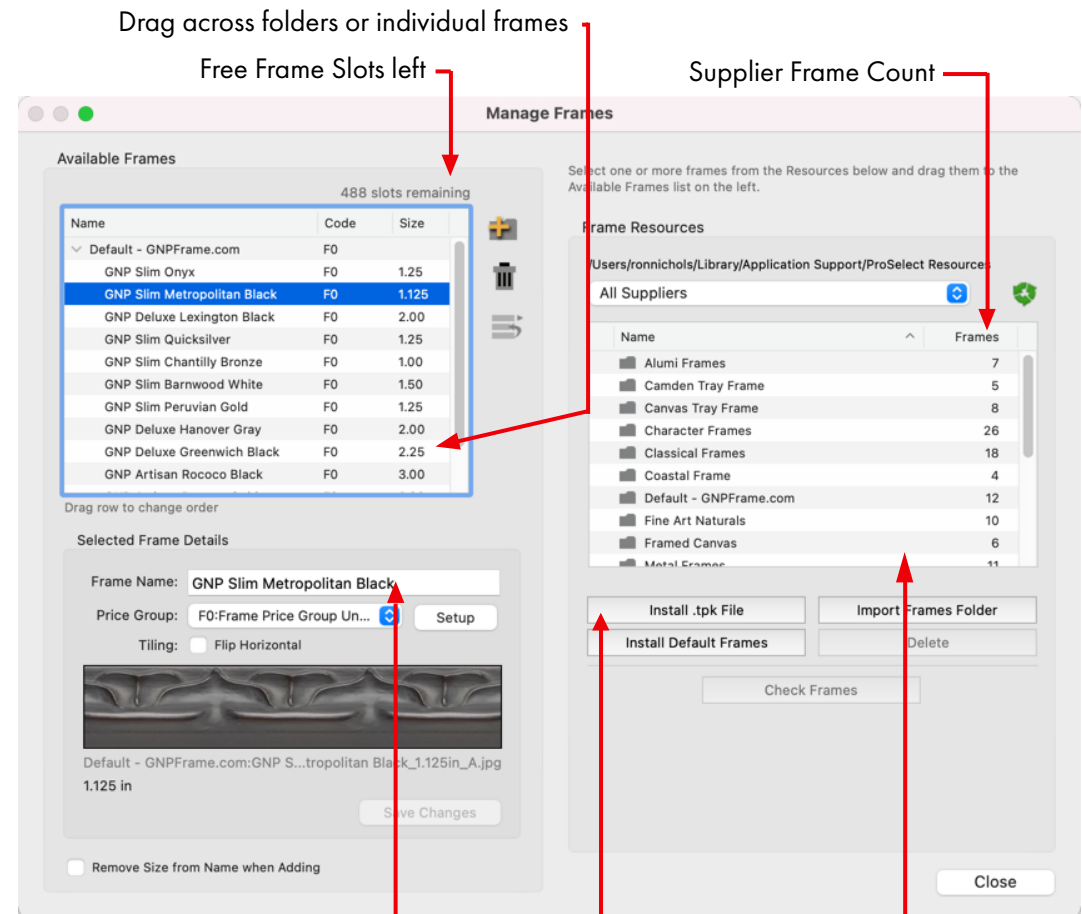 Drag across folders or individual frames
Free Frame Slots left
Supplier Frame Count
Manage Frames
Available Frames
488 slots remaining
Name Code Size
Default - GNPFrame.com F0
GNP Slim Onyx F0 1.25
GNP Slim Metropolitan Black F0 1.125
GNP Deluxe Lexington Black F0 2.00
GNP Slim Quicksilver F0 1.25
GNP Slim Chantilly Bronze F0 1.00
GNP Slim Barnwood White F0 1.50
GNP Slim Peruvian Gold F0 1.25
GNP Deluxe Hanover Gray F0 2.00
GNP Deluxe Greenwich Black F0 2.25
GNP Artisan Rococo Black F0 3.00
Drag row to change order
Selected Frame Details
Frame Name: GNP Slim Metropolitan Black
Price Group: F0:Frame Price Group Un... Setup
Tiling: Flip Horizontal
Default - GNPFrame.com:GNP S...tropolitan Black_1.125in_A.jpg
1.125 in
Save Changes
Remove Size from Name when Adding
Select one or more frames from the Resources below and drag them to the
Available Frames list on the left.
Frame Resources
/Users/ronnichols/Library/Application Support/ProSelect Resources
All Suppliers
Name Frames
Alumi Frames 7
Camden Tray Frame 5
Canvas Tray Frame 8
Character Frames 26
Classical Frames 18
Coastal Frame 4
Default - GNPFrame.com 12
Fine Art Naturals 10
Framed Canvas 6
Metal Frames 11
Install .tpk File Import Frames Folder
Install Default Frames Delete
Check Frames
Close